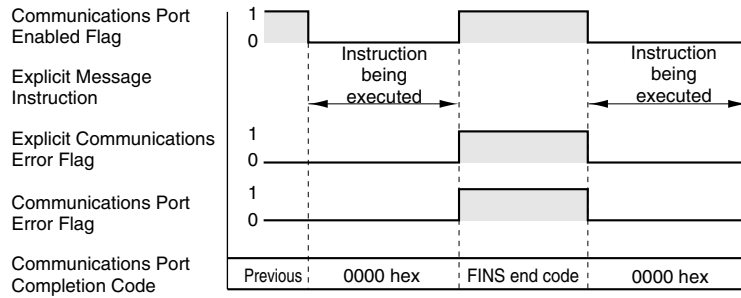 Communications Port
Enabled Flag
1
0
Instruction
being
executed
Instruction
being
executed
Explicit Message
Instruction
Explicit Communications
Error Flag
1
0
Communications Port
Error Flag
1
0
Communications Port
Completion Code
Previous
0000 hex
FINS end code
0000 hex